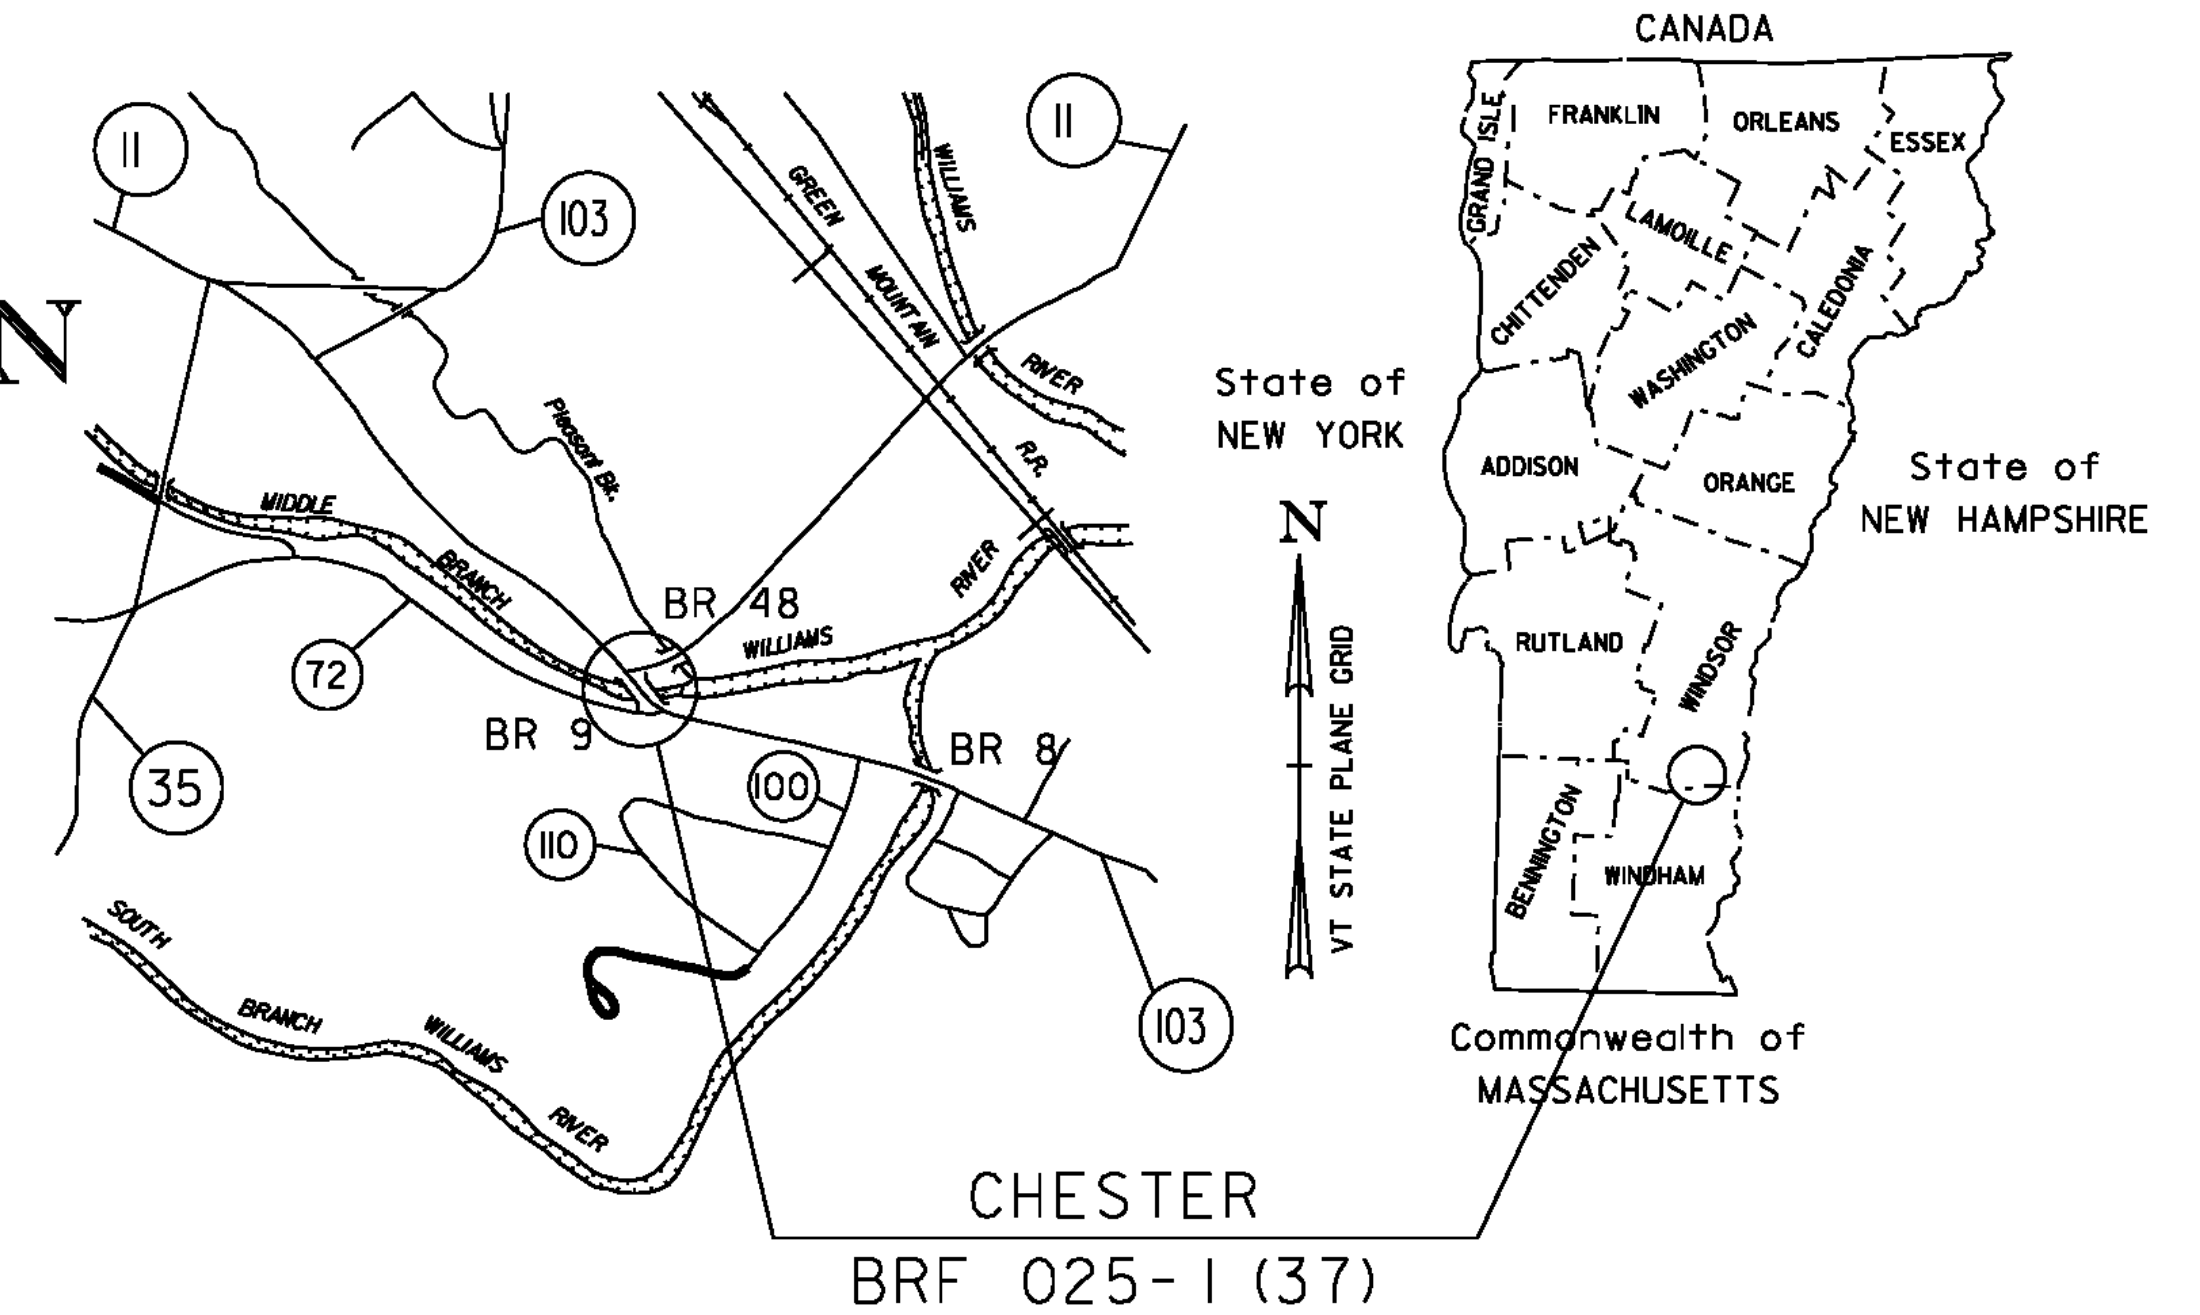 11
103
11
WILLIAMS
GREEN
MOUNTAIN
R.R.
RIVER
N
Pleasant Bk.
MIDDLE
BRANCH
WILLIAMS
RIVER
BR 48
72
BR 9
BR 8
35
100
110
103
SOUTH
BRANCH
WILLIAMS
RIVER
CANADA
GRAND ISLE
FRANKLIN
ORLEANS
ESSEX
LAMOILLE
CHITTENDEN
CALEDONIA
WASHINGTON
State of
NEW YORK
ADDISON
ORANGE
State of
NEW HAMPSHIRE
N
VT STATE PLANE GRID
RUTLAND
WINDSOR
BENNINGTON
WINDHAM
Commonwealth of
MASSACHUSETTS
CHESTER
BRF 025-1 (37)